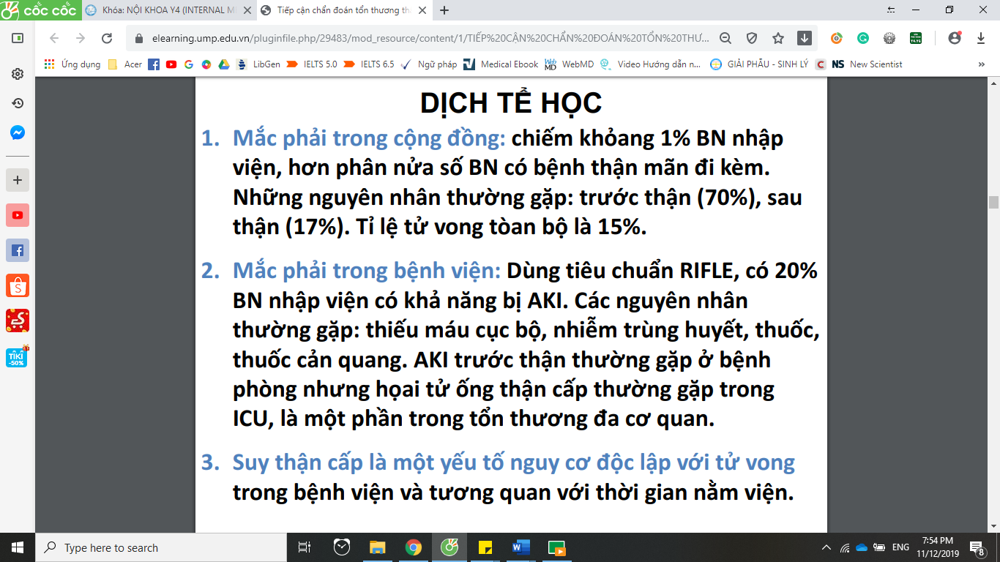 cốc cốc
Khóa: NỘI KHOA Y4 (INTERNAL M
Tiếp cận chẩn đoán tổn thương th
elearning.ump.edu.vn/pluginfile.php/29483/mod_resource/content/1/TIẾP%20CẬN%20CHẨN%20ĐOÁN%20TỔN%20THƯ...
Ứng dụng
Acer
LibGen
IELTS 5.0
IELTS 6.5
Ngữ pháp
Medical Ebook
Web MD
WebMD
Video Hướng dẫn n...
GIẢI PHẪU - SINH LÝ
C
NS
New Scientist
DỊCH TỂ HỌC
1. Mắc phải trong cộng đồng: chiếm khỏang 1% BN nhập
viện, hơn phân nửa số BN có bệnh thận mãn đi kèm.
Những nguyên nhân thường gặp: trước thận (70%), sau
thận (17%). Tỉ lệ tử vong tòan bộ là 15%.
2. Mắc phải trong bệnh viện: Dùng tiêu chuẩn RIFLE, có 20%
BN nhập viện có khả năng bị AKI. Các nguyên nhân
thường gặp: thiếu máu cục bộ, nhiễm trùng huyết, thuốc,
thuốc cản quang. AKI trước thận thường gặp ở bệnh
phòng nhưng họai tử ống thận cấp thường gặp trong
ICU, là một phần trong tổn thương đa cơ quan.
3. Suy thận cấp là một yếu tố nguy cơ độc lập với tử vong
trong bệnh viện và tương quan với thời gian nằm viện.
TIKI
-50%
Type here to search
ENG
7:54 PM
11/12/2019
8